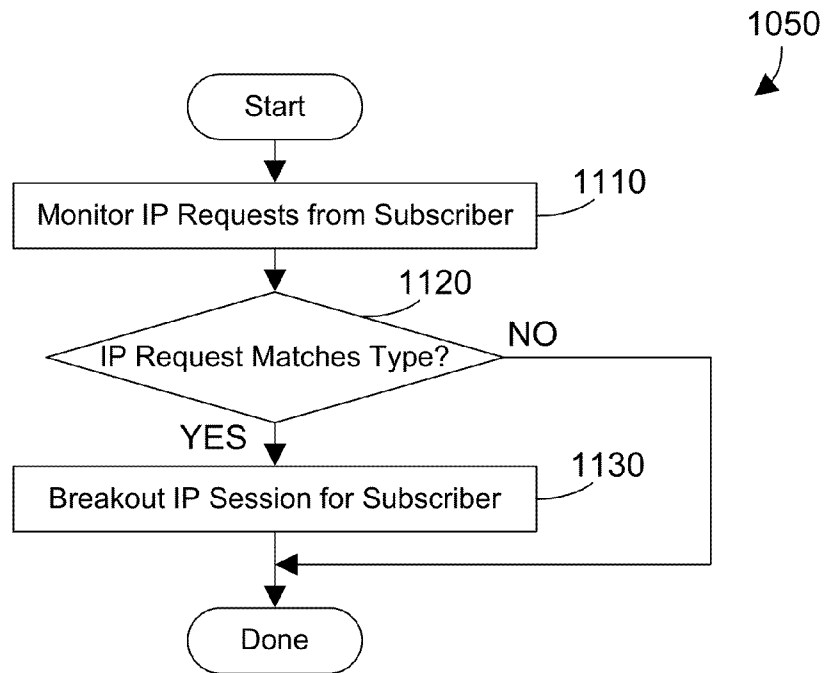 1050
Start
1110
Monitor IP Requests from Subscriber
1120
IP Request Matches Type?
NO
YES
1130
Breakout IP Session for Subscriber
Done